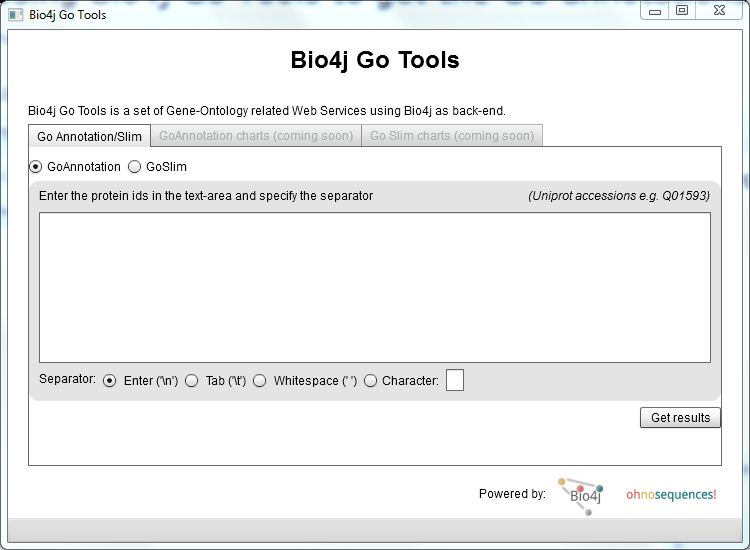 Bio4j Go Tools
Bio4j Go Tools
Bio4j Go Tools is a set of Gene-Ontology related Web Services using Bio4j as back-end.
Go Annotation/Slim GoAnnotation charts (coming soon) Go Slim charts (coming soon)
GoAnnotation GoSlim
Enter the protein ids in the text-area and specify the separator (Uniprot accessions e.g. Q01593)
Separator: Enter ('\n') Tab ('\t') Whitespace (' ') Character:
Get results
Powered by: Bio4j ohnosequences!